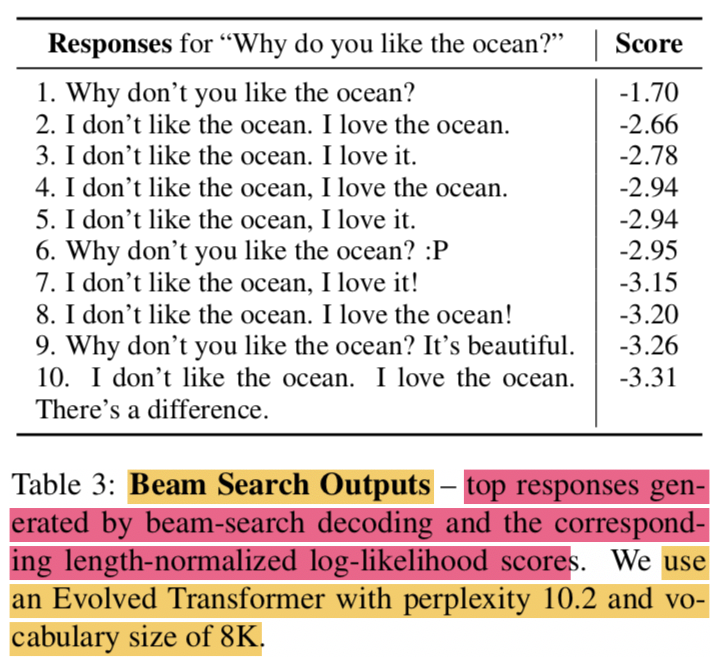 Responses for “Why do you like the ocean?” Score
1. Why don’t you like the ocean? -1.70
2. I don’t like the ocean. I love the ocean. -2.66
3. I don’t like the ocean. I love it. -2.78
4. I don’t like the ocean, I love the ocean. -2.94
5. I don’t like the ocean, I love it. -2.94
6. Why don’t you like the ocean? :P -2.95
7. I don’t like the ocean, I love it! -3.15
8. I don’t like the ocean. I love the ocean! -3.20
9. Why don’t you like the ocean? It’s beautiful. -3.26
10. I don’t like the ocean. I love the ocean. -3.31
There’s a difference.
Table 3: Beam Search Outputs – top responses gen-
erated by beam-search decoding and the correspond-
ing length-normalized log-likelihood scores. We use
an Evolved Transformer with perplexity 10.2 and vo-
cabulary size of 8K.